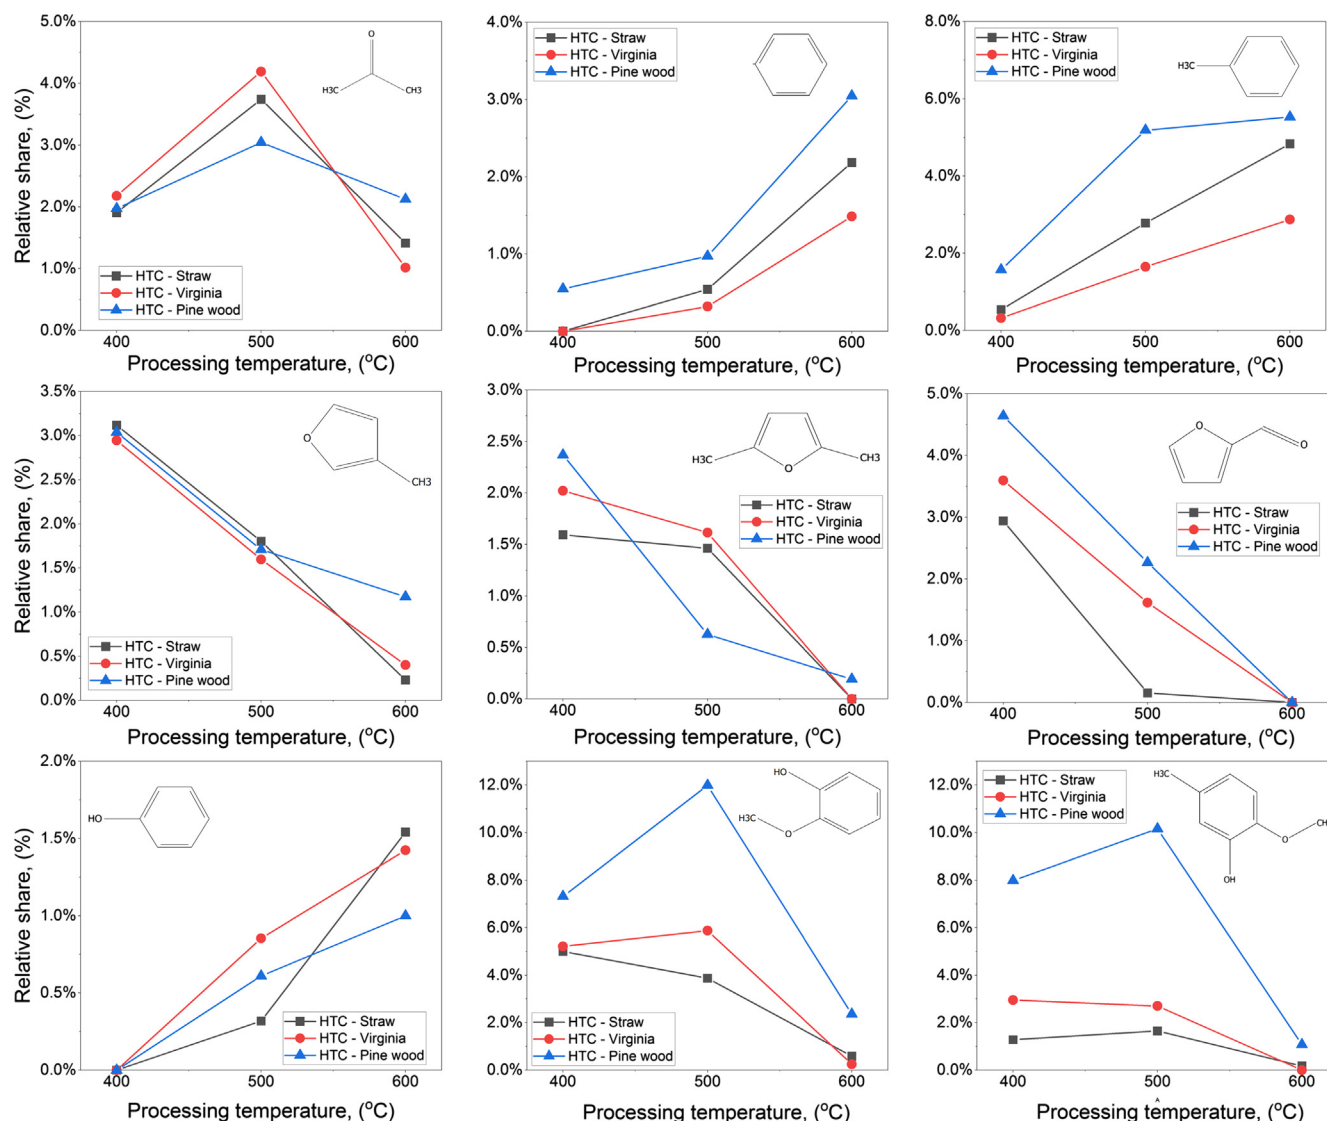 5.0%
4.0%
3.0%
2.0%
1.0%
0.0%
Relative share, (%)
O
H3C
CH3
HTC - Straw
HTC - Virginia
HTC - Pine wood
400
500
600
Processing temperature, (°C)
4.0%
3.0%
2.0%
1.0%
0.0%
HTC - Straw
HTC - Virginia
HTC - Pine wood
400
500
600
Processing temperature, (°C)
8.0%
6.0%
4.0%
2.0%
0.0%
HTC - Straw
HTC - Virginia
HTC - Pine wood
H3C
400
500
600
Processing temperature, (°C)
3.5%
3.0%
2.5%
2.0%
1.5%
1.0%
0.5%
0.0%
Relative share, (%)
O
CH3
HTC - Straw
HTC - Virginia
HTC - Pine wood
400
500
600
Processing temperature, (°C)
3.0%
2.5%
2.0%
1.5%
1.0%
0.5%
0.0%
H3C
O
CH3
HTC - Straw
HTC - Virginia
HTC - Pine wood
400
500
600
Processing temperature, (°C)
5.0%
4.0%
3.0%
2.0%
1.0%
0.0%
O
O
HTC - Straw
HTC - Virginia
HTC - Pine wood
400
500
600
Processing temperature, (°C)
2.0%
1.5%
1.0%
0.5%
0.0%
Relative share, (%)
HO
HTC - Straw
HTC - Virginia
HTC - Pine wood
400
500
600
Processing temperature, (°C)
12.0%
10.0%
8.0%
6.0%
4.0%
2.0%
0.0%
HO
H3C
O
HTC - Straw
HTC - Virginia
HTC - Pine wood
400
500
600
Processing temperature, (°C)
12.0%
10.0%
8.0%
6.0%
4.0%
2.0%
0.0%
HTC - Straw
HTC - Virginia
HTC - Pine wood
H3C
O
OH
400
500
600
Processing temperature, (°C)